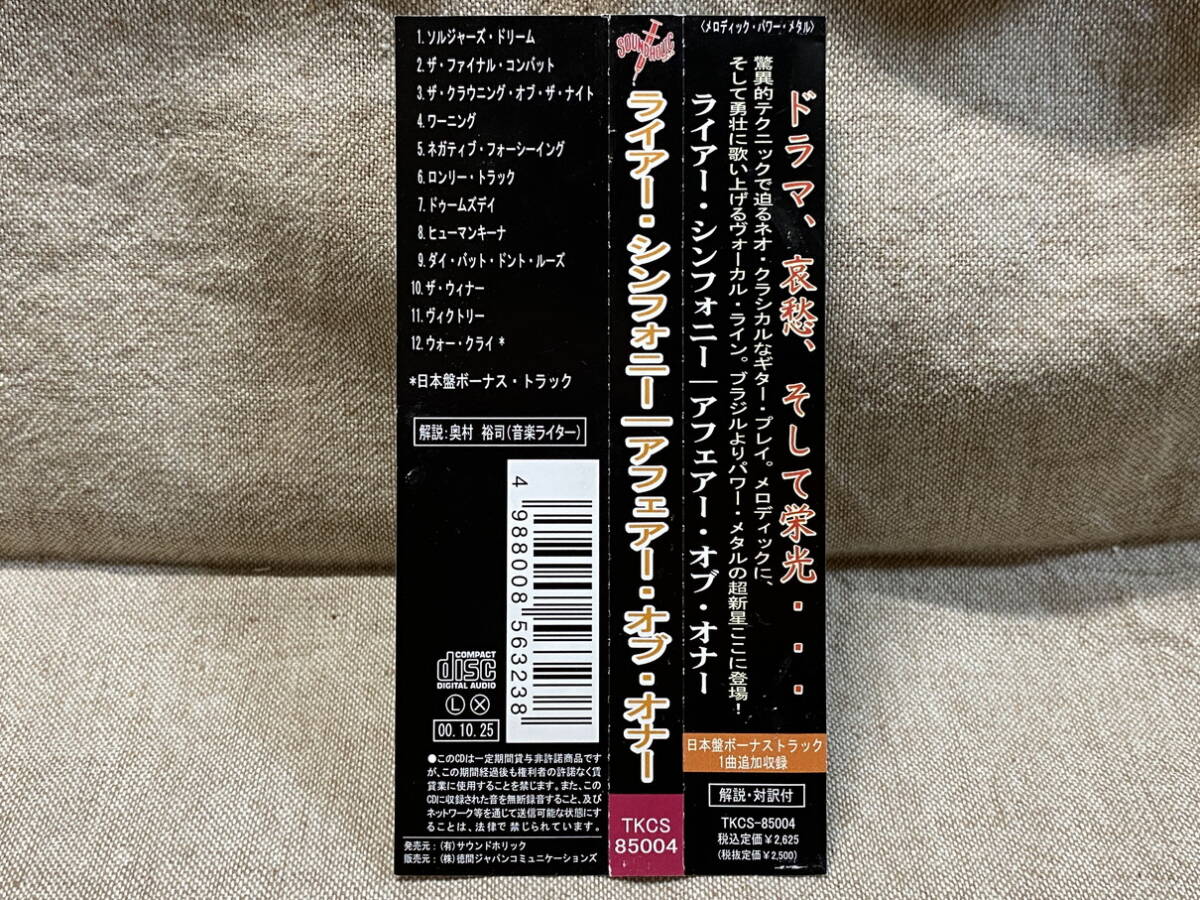 1. ソルジャーズ・ドリーム
2. ザ・ファイナル・コンバット
3. ザ・クラウニング・オブ・ザ・ナイト
4. ワーニング
5. ネガティブ・フォーシーイング
6. ロンリー・トラック
7. ドゥームズデイ
8. ヒューマンキーナ
9. ダイ・バット・ドント・ルーズ
10. ザ・ウィナー
11. ヴィクトリー
12. ウォー・クライ *
*日本盤ボーナス・トラック
解説:奥村 裕司(音楽ライター)
4 988008 563238
COMPACT
disc
DIGITAL AUDIO
L X
00.10.25
●このCDは一定期間貸与非許諾商品です
が、この期間経過後も権利者の許諾なく賃
貸業に使用することを禁じます。また、この
CDに収録された音を無断録音すること、及び
ネットワーク等を通じて送信可能な状態にす
ることは、法律で禁じられています。
発売元:(有)サウンドホリック
販売元:(株)徳間ジャパンコミュニケーションズ
SOUNDHOLIC
ライアー・シンフォニー|アフェアー・オブ・オナー
TKCS
85004
〈メロディック・パワー・メタル〉
ドラマ、哀愁、そして栄光・・・
驚異的テクニックで迫るネオ・クラシカルなギター・プレイ。メロディックに、
そして勇壮に歌い上げるヴォーカル・ライン。ブラジルよりパワー・メタルの超新星ここに登場!
ライアー・シンフォニー|アフェアー・オブ・オナー
日本盤ボーナストラック
1曲追加収録
解説・対訳付
TKCS-85004
税込定価¥2,625
(税抜定価¥2,500)